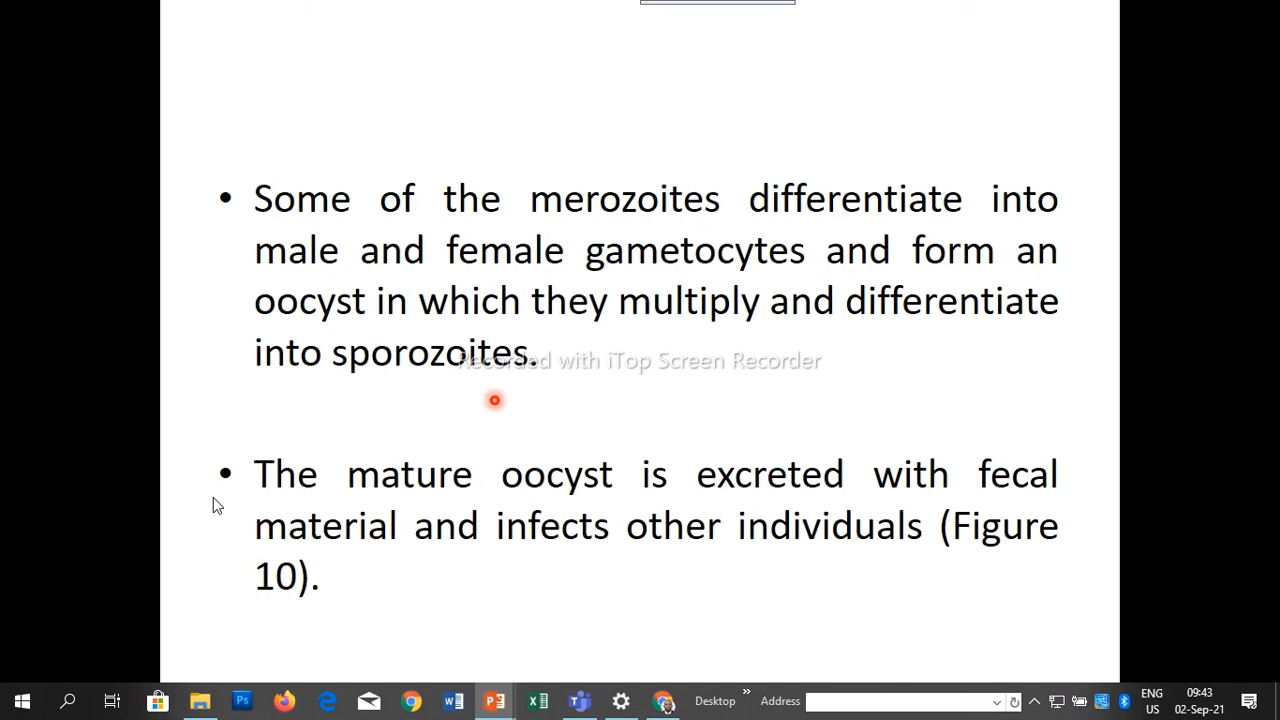 • Some of the merozoites differentiate into
male and female gametocytes and form an
oocyst in which they multiply and differentiate
into sporozoites.
Recorded with iTop Screen Recorder
• The mature oocyst is excreted with fecal
material and infects other individuals (Figure
10).
Desktop
»
Address
ENG
US
09:43
02-Sep-21